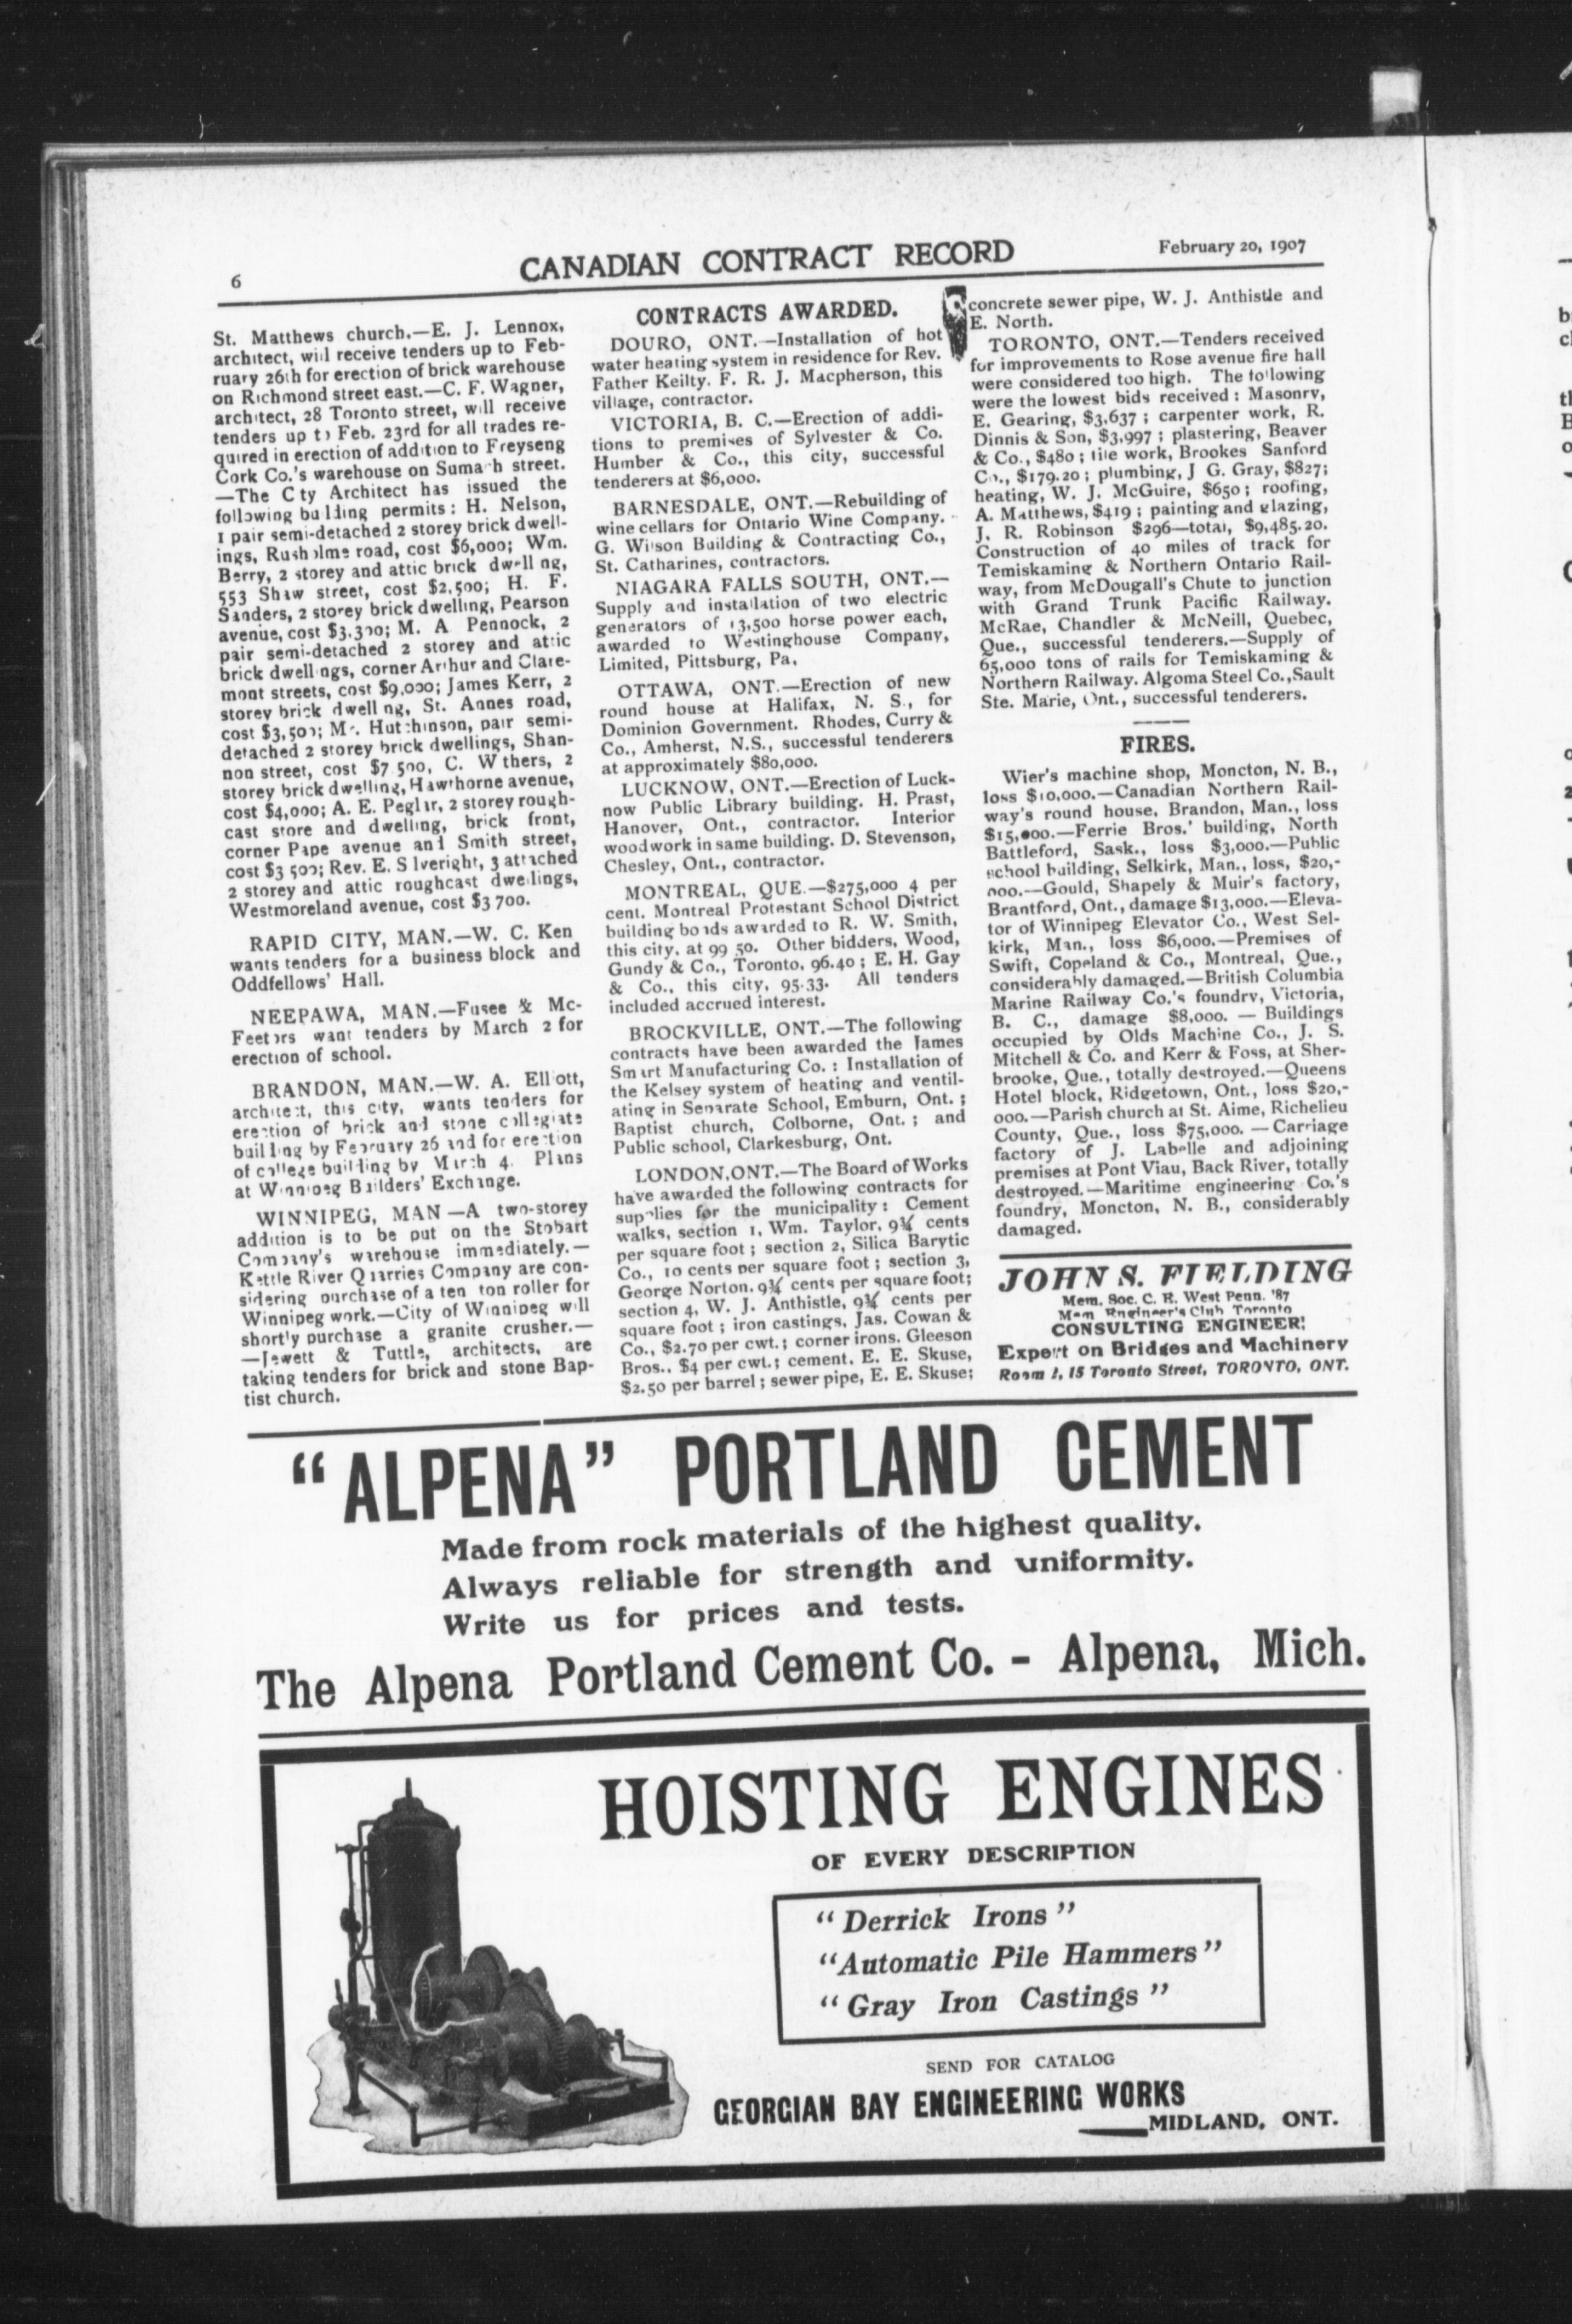 6
CANADIAN CONTRACT RECORD
February 20, 1907
St. Matthews church.—E. J. Lennox,
architect, will receive tenders up to Feb-
ruary 26th for erection of brick warehouse
on Richmond street east.—C. F. Wagner,
architect, 28 Toronto street, will receive
tenders up to Feb. 23rd for all trades re-
quired in erection of addition to Freyseng
Cork Co.'s warehouse on Sumach street.
—The City Architect has issued the
following building permits: H. Nelson,
1 pair semi-detached 2 storey brick dwell-
ings, Rusholme road, cost $6,000; Wm.
Berry, 2 storey and attic brick dwelling,
553 Shaw street, cost $2,500; H. F.
Sanders, 2 storey brick dwelling, Pearson
avenue, cost $3,300; M. A. Pennock, 2
pair semi-detached 2 storey and attic
brick dwellings, corner Arthur and Clare-
mont streets, cost $9,000; James Kerr, 2
storey brick dwelling, St. Annes road,
cost $3,500; Mr. Hutchinson, pair semi-
detached 2 storey brick dwellings, Shan-
non street, cost $7 500, C. Withers, 2
storey brick dwelling, Hawthorne avenue,
cost $4,000; A. E. Peglar, 2 storey rough-
cast store and dwelling, brick front,
corner Pape avenue and Smith street,
cost $3 500; Rev. E. Silveright, 3 attached
2 storey and attic roughcast dwellings,
Westmoreland avenue, cost $3 700.
RAPID CITY, MAN.—W. C. Ken
wants tenders for a business block and
Oddfellows' Hall.
NEEPAWA, MAN.—Fusee & Mc-
Feetors want tenders by March 2 for
erection of school.
BRANDON, MAN.—W. A. Elliott,
architect, this city, wants tenders for
erection of brick and stone collegiate
building by February 26 and for erection
of college building by March 4. Plans
at Winnipeg Builders' Exchange.
WINNIPEG, MAN—A two-storey
addition is to be put on the Stobart
Company's warehouse immediately.—
Kettle River Quarries Company are con-
sidering purchase of a ten ton roller for
Winnipeg work.—City of Winnipeg will
shortly purchase a granite crusher.—
—Jewett & Tuttle, architects, are
taking tenders for brick and stone Bap-
tist church.
CONTRACTS AWARDED.
DOURO, ONT.—Installation of hot
water heating system in residence for Rev.
Father Keilty. F. R. J. Macpherson, this
village, contractor.
VICTORIA, B. C.—Erection of addi-
tions to premises of Sylvester & Co.
Humber & Co., this city, successful
tenderers at $6,000.
BARNESDALE, ONT.—Rebuilding of
wine cellars for Ontario Wine Company.
G. Wilson Building & Contracting Co.,
St. Catharines, contractors.
NIAGARA FALLS SOUTH, ONT.—
Supply and installation of two electric
generators of 13,500 horse power each,
awarded to Westinghouse Company,
Limited, Pittsburg, Pa,
OTTAWA, ONT.—Erection of new
round house at Halifax, N. S., for
Dominion Government. Rhodes, Curry &
Co., Amherst, N.S., successful tenderers
at approximately $80,000.
LUCKNOW, ONT.—Erection of Luck-
now Public Library building. H. Prast,
Hanover, Ont., contractor. Interior
woodwork in same building. D. Stevenson,
Chesley, Ont., contractor.
MONTREAL, QUE.—$275,000 4 per
cent. Montreal Protestant School District
building bonds awarded to R. W. Smith,
this city, at 99 50. Other bidders, Wood,
Gundy & Co., Toronto, 96.40; E. H. Gay
& Co., this city, 95.33. All tenders
included accrued interest.
BROCKVILLE, ONT.—The following
contracts have been awarded the James
Smart Manufacturing Co.: Installation of
the Kelsey system of heating and ventil-
ating in Separate School, Emburn, Ont.;
Baptist church, Colborne, Ont.; and
Public school, Clarkesburg, Ont.
LONDON, ONT.—The Board of Works
have awarded the following contracts for
supplies for the municipality: Cement
walks, section 1, Wm. Taylor, 9¾ cents
per square foot; section 2, Silica Barytic
Co., 10 cents per square foot; section 3,
George Norton, 9¾ cents per square foot;
section 4, W. J. Anthistle, 9¾ cents per
square foot; iron castings, Jas. Cowan &
Co., $2.70 per cwt.; corner irons, Gleeson
Bros., $4 per cwt.; cement, E. E. Skuse,
$2.50 per barrel; sewer pipe, E. E. Skuse;
concrete sewer pipe, W. J. Anthistle and
E. North.
TORONTO, ONT.—Tenders received
for improvements to Rose avenue fire hall
were considered too high. The following
were the lowest bids received: Masonry,
E. Gearing, $3,637; carpenter work, R.
Dinnis & Son, $3,997; plastering, Beaver
& Co., $480; tile work, Brookes Sanford
Co., $179.20; plumbing, J G. Gray, $827;
heating, W. J. McGuire, $650; roofing,
A. Matthews, $419; painting and glazing,
J. R. Robinson $296—total, $9,485.20.
Construction of 40 miles of track for
Temiskaming & Northern Ontario Rail-
way, from McDougall's Chute to junction
with Grand Trunk Pacific Railway.
McRae, Chandler & McNeill, Quebec,
Que., successful tenderers.—Supply of
65,000 tons of rails for Temiskaming &
Northern Railway. Algoma Steel Co., Sault
Ste. Marie, Ont., successful tenderers.
FIRES.
Wier's machine shop, Moncton, N. B.,
loss $10,000.—Canadian Northern Rail-
way's round house, Brandon, Man., loss
$15,000.—Ferrie Bros.' building, North
Battleford, Sask., loss $3,000.—Public
school building, Selkirk, Man., loss, $20,-
000.—Gould, Shapely & Muir's factory,
Brantford, Ont., damage $13,000.—Eleva-
tor of Winnipeg Elevator Co., West Sel-
kirk, Man., loss $6,000.—Premises of
Swift, Copeland & Co., Montreal, Que.,
considerably damaged.—British Columbia
Marine Railway Co.'s foundry, Victoria,
B. C., damage $8,000. — Buildings
occupied by Olds Machine Co., J. S.
Mitchell & Co. and Kerr & Foss, at Sher-
brooke, Que., totally destroyed.—Queens
Hotel block, Ridgetown, Ont., loss $20,-
000.—Parish church at St. Aime, Richelieu
County, Que., loss $75,000. — Carriage
factory of J. Labelle and adjoining
premises at Pont Viau, Back River, totally
destroyed.—Maritime engineering Co.'s
foundry, Moncton, N. B., considerably
damaged.
JOHN S. FIELDING
Mem. Soc. C. E. West Penn. '87
Mem. Engineer's Club Toronto
CONSULTING ENGINEER
Expert on Bridges and Machinery
Room 1, 15 Toronto Street, TORONTO, ONT.
"ALPENA" PORTLAND CEMENT
Made from rock materials of the highest quality.
Always reliable for strength and uniformity.
Write us for prices and tests.
The Alpena Portland Cement Co. - Alpena, Mich.
HOISTING ENGINES
OF EVERY DESCRIPTION
"Derrick Irons"
"Automatic Pile Hammers"
"Gray Iron Castings"
SEND FOR CATALOG
GEORGIAN BAY ENGINEERING WORKS
MIDLAND, ONT.